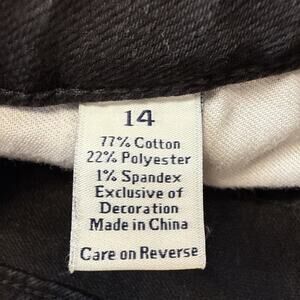 14
77% Cotton
22% Polyester
1% Spandex
Exclusive of
Decoration
Made in China
Care on Reverse